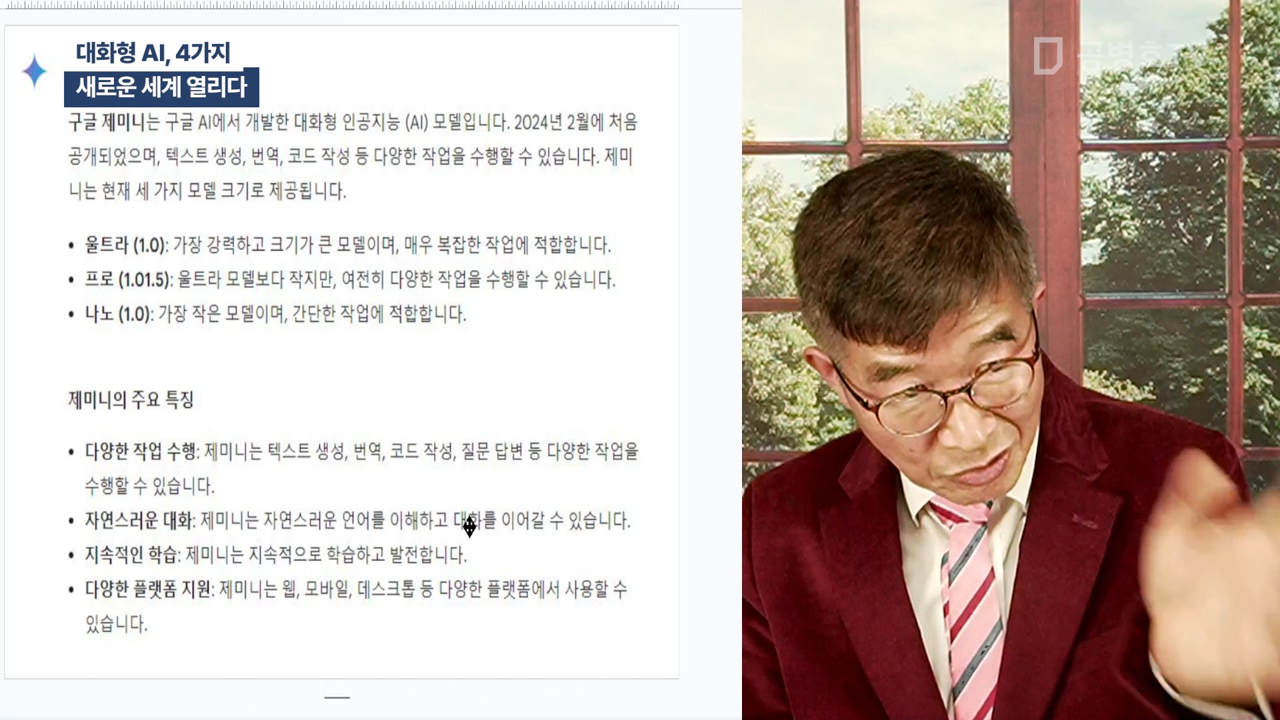 대화형 AI, 4가지
새로운 세계 열리다
구글 제미니는 구글 AI에서 개발한 대화형 인공지능 (AI) 모델입니다. 2024년 2월에 처음
공개되었으며, 텍스트 생성, 번역, 코드 작성 등 다양한 작업을 수행할 수 있습니다. 제미
니는 현재 세 가지 모델 크기로 제공됩니다.
• 울트라 (1.0): 가장 강력하고 크기가 큰 모델이며, 매우 복잡한 작업에 적합합니다.
• 프로 (1.01.5): 울트라 모델보다 작지만, 여전히 다양한 작업을 수행할 수 있습니다.
• 나노 (1.0): 가장 작은 모델이며, 간단한 작업에 적합합니다.
제미니의 주요 특징
• 다양한 작업 수행: 제미니는 텍스트 생성, 번역, 코드 작성, 질문 답변 등 다양한 작업을
수행할 수 있습니다.
• 자연스러운 대화: 제미니는 자연스러운 언어를 이해하고 대화를 이어갈 수 있습니다.
• 지속적인 학습: 제미니는 지속적으로 학습하고 발전합니다.
• 다양한 플랫폼 지원: 제미니는 웹, 모바일, 데스크톱 등 다양한 플랫폼에서 사용할 수
있습니다.